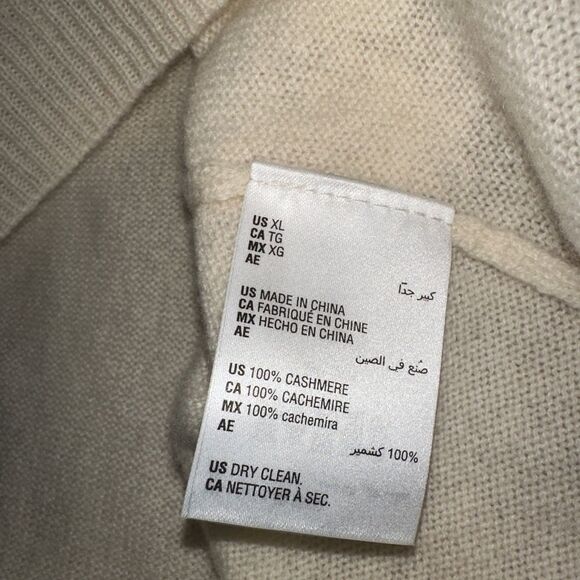 US XL
CA TG
MX XG
AE
كبير جدّا
US MADE IN CHINA
CA FABRIQUÉ EN CHINE
MX HECHO EN CHINA
AE
صُنع في الصين
US 100% CASHMERE
CA 100% CACHEMIRE
MX 100% cachemira
AE
100% كشمير
US DRY CLEAN.
CA NETTOYER À SEC.